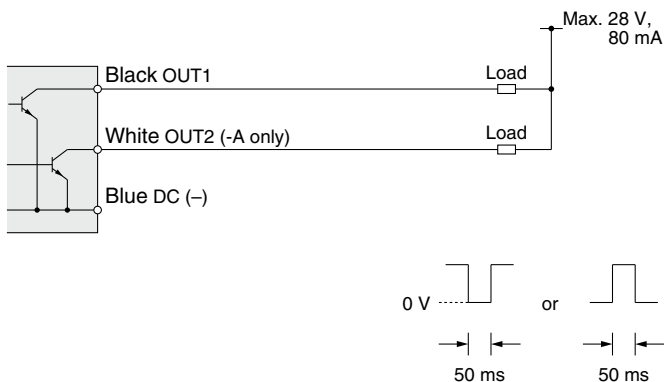 Max. 28 V,
80 mA
Black OUT1
Load
White OUT2 (-A only)
Load
Blue DC (–)
0 V
or
50 ms
50 ms